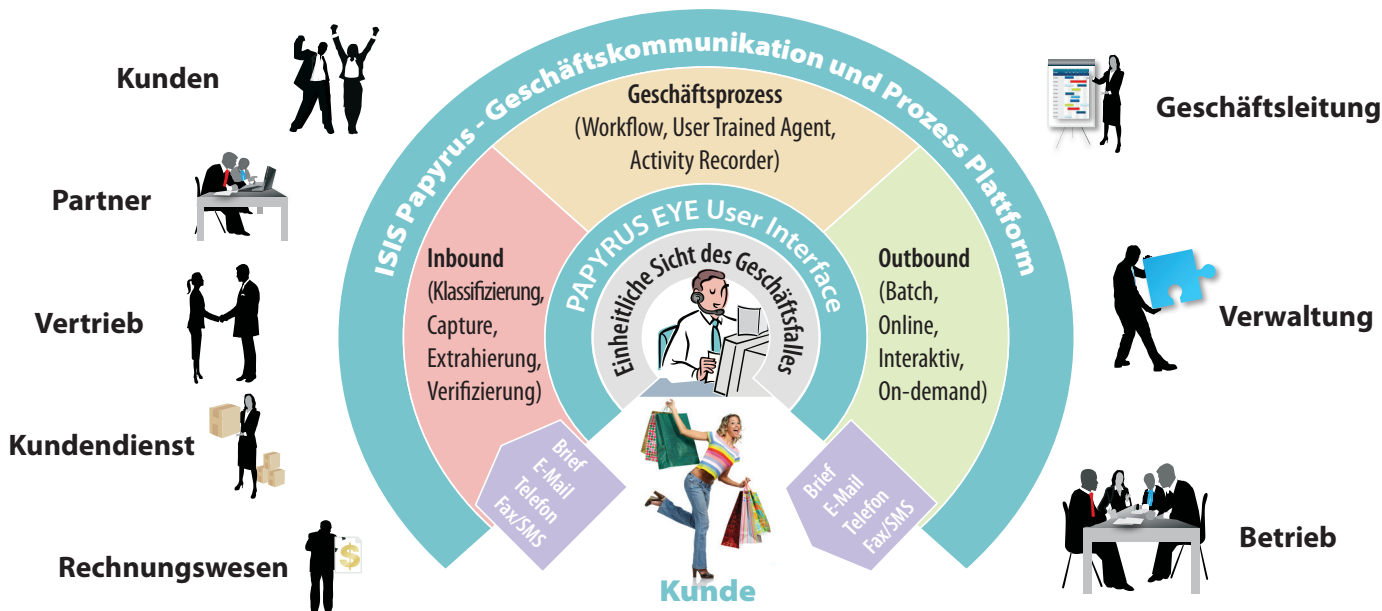 Kunden
Partner
Vertrieb
Kundendienst
Rechnungswesen
$
ISIS Papyrus - Geschäftskommunikation und Prozess Plattform
Geschäftsprozess
(Workflow, User Trained Agent,
Activity Recorder)
PAPYRUS EYE User Interface
Einheitliche Sicht des Geschäftsfalles
Inbound
(Klassifizierung,
Capture,
Extrahierung,
Verifizierung)
Outbound
(Batch,
Online,
Interaktiv,
On-demand)
Brief
E-Mail
Telefon
Fax/SMS
Brief
E-Mail
Telefon
Fax/SMS
Kunde
Geschäftsleitung
Verwaltung
Betrieb